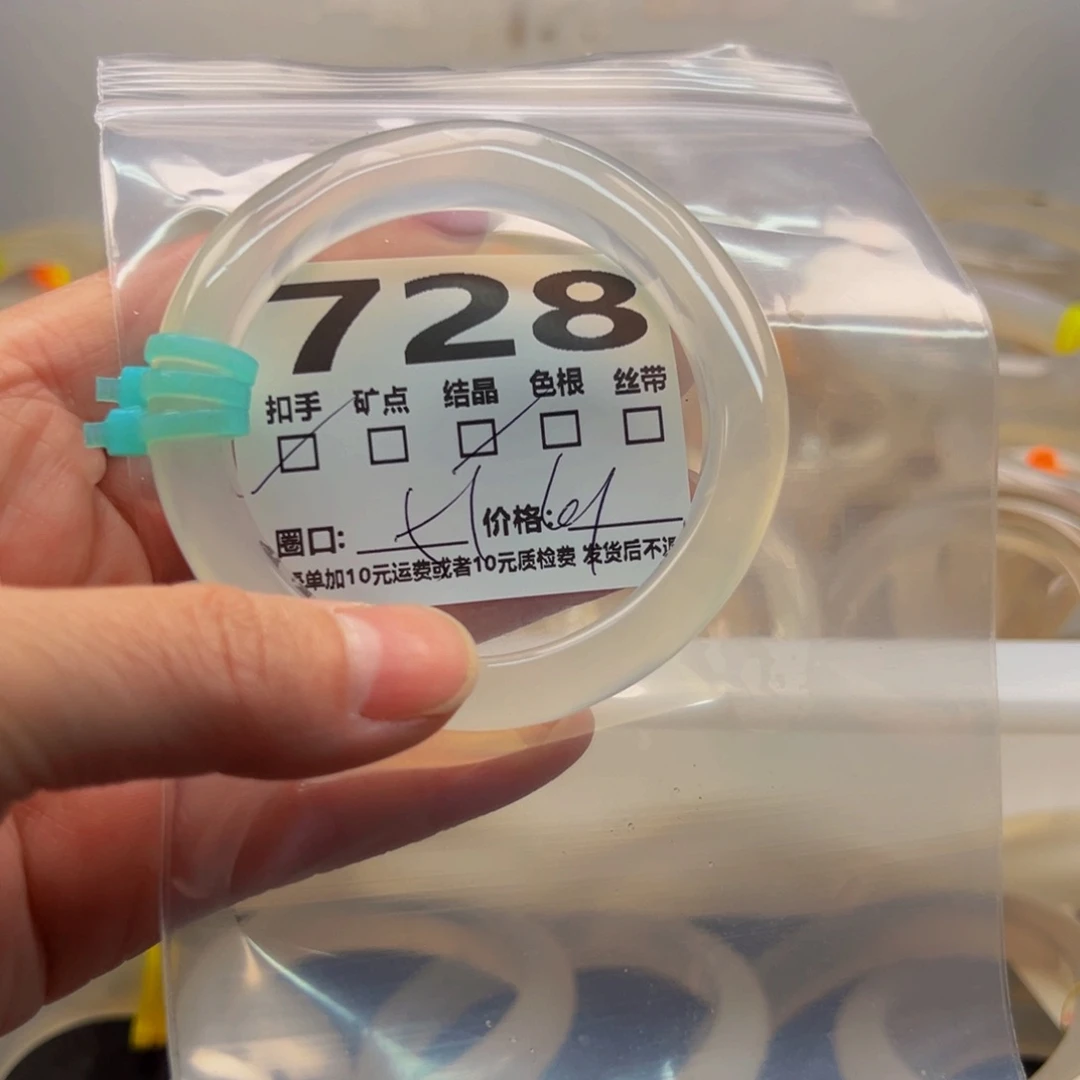 728
扣手 矿点 结晶 色根 丝带
圈口: 价格:
单加10元运费或者10元质检费 发货后不退